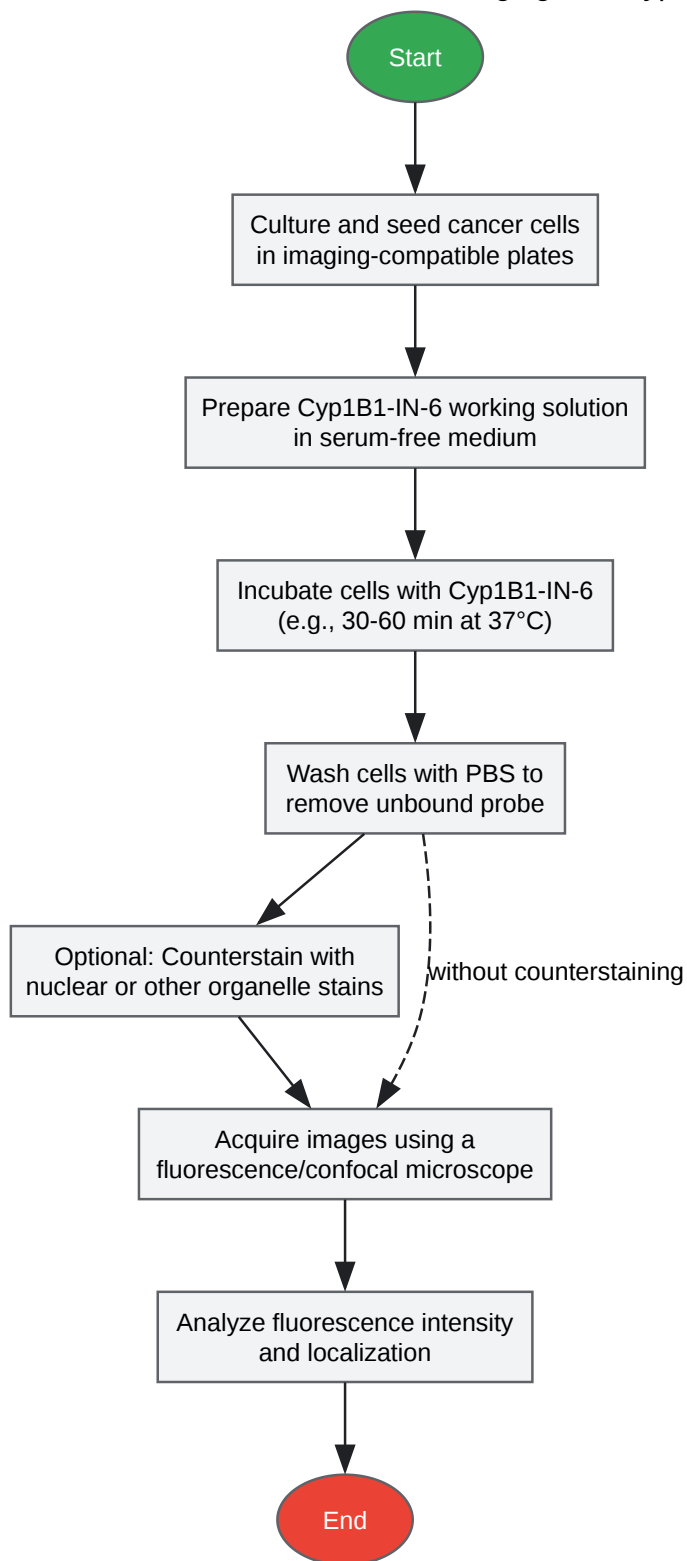 Start
Culture and seed cancer cells
in imaging-compatible plates
Prepare Cyp1B1-IN-6 working solution
in serum-free medium
Incubate cells with Cyp1B1-IN-6
(e.g., 30-60 min at 37°C)
Wash cells with PBS to
remove unbound probe
Optional: Counterstain with
nuclear or other organelle stains
without counterstaining
Acquire images using a
fluorescence/confocal microscope
Analyze fluorescence intensity
and localization
End